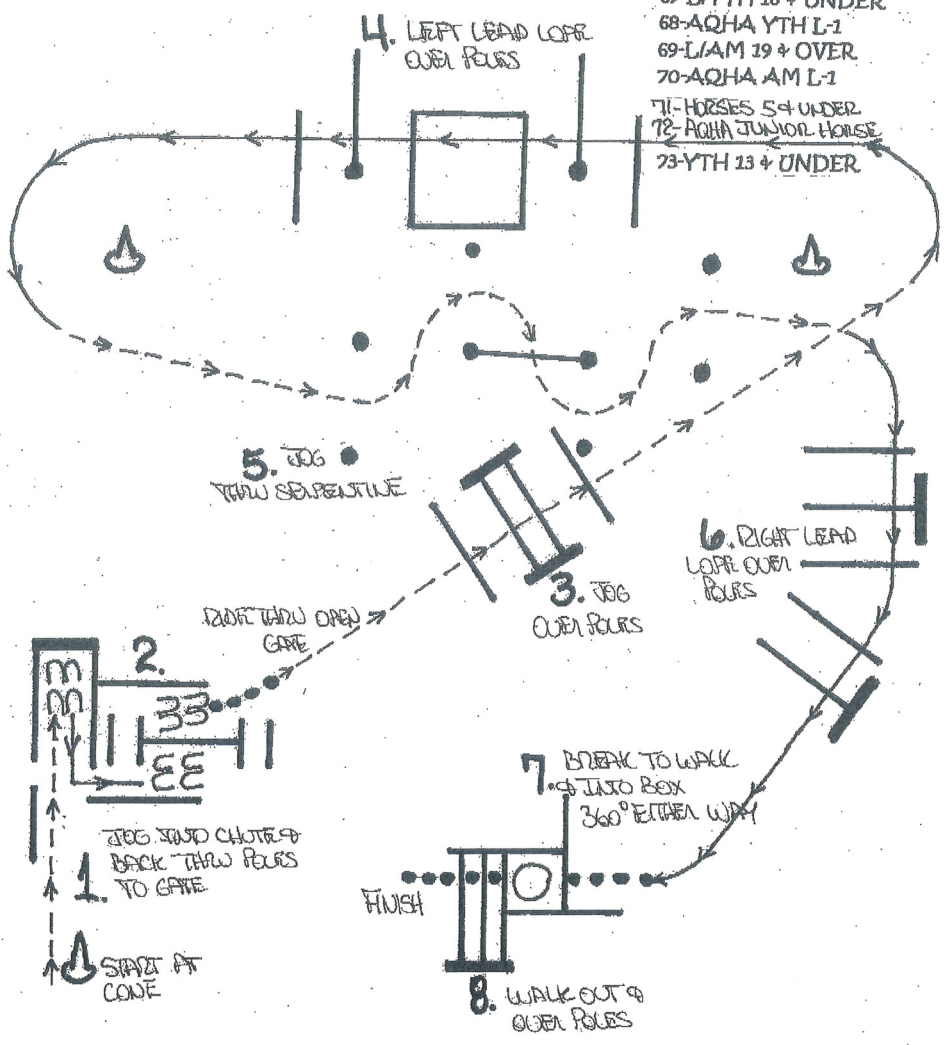 68-AQHA YTH L-1
69-L/AM 19 & OVER
70-AQHA AM L-1
71-HORSES 5 & UNDER
72-AQHA JUNIOR HORSE
73-YTH 13 & UNDER
4. LEFT LEAD LOPE
OVER POLES
5. JOG
THRU SERPENTINE
6. RIGHT LEAD
LOPE OVER
POLES
3. JOG
OVER POLES
RIDE THRU OPEN
GATE
2.
7. BREAK TO WALK
& INTO BOX
360° EITHER WAY
1. JOG INTO CHUTE &
BACK THRU POLES
TO GATE
FINISH
START AT
CONE
8. WALK OUT &
OVER POLES